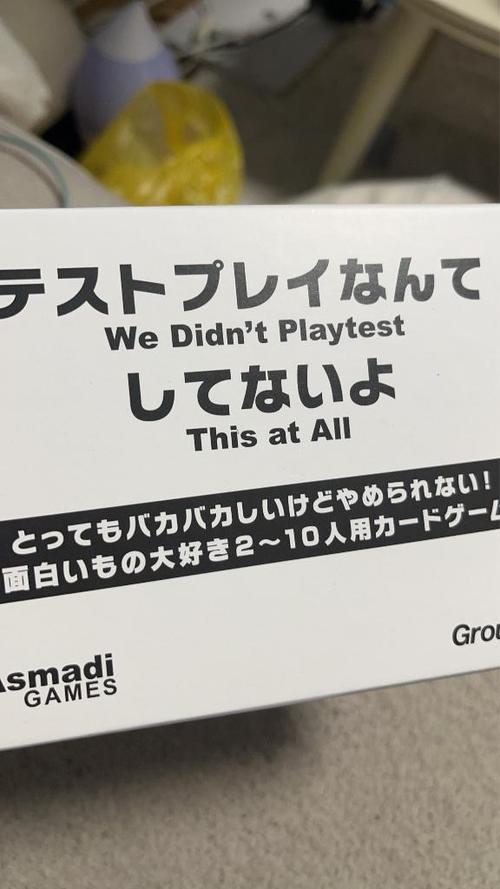 テストプレイなんて
We Didn't Playtest
してないよ
This at All
とってもバカバカしいけどやめられない!
面白いもの大好き2～10人用カードゲーム
Asmadi
GAMES
Grou